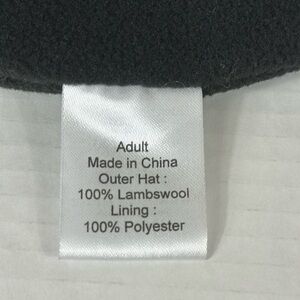 Adult
Made in China
Outer Hat :
100% Lambswool
Lining :
100% Polyester